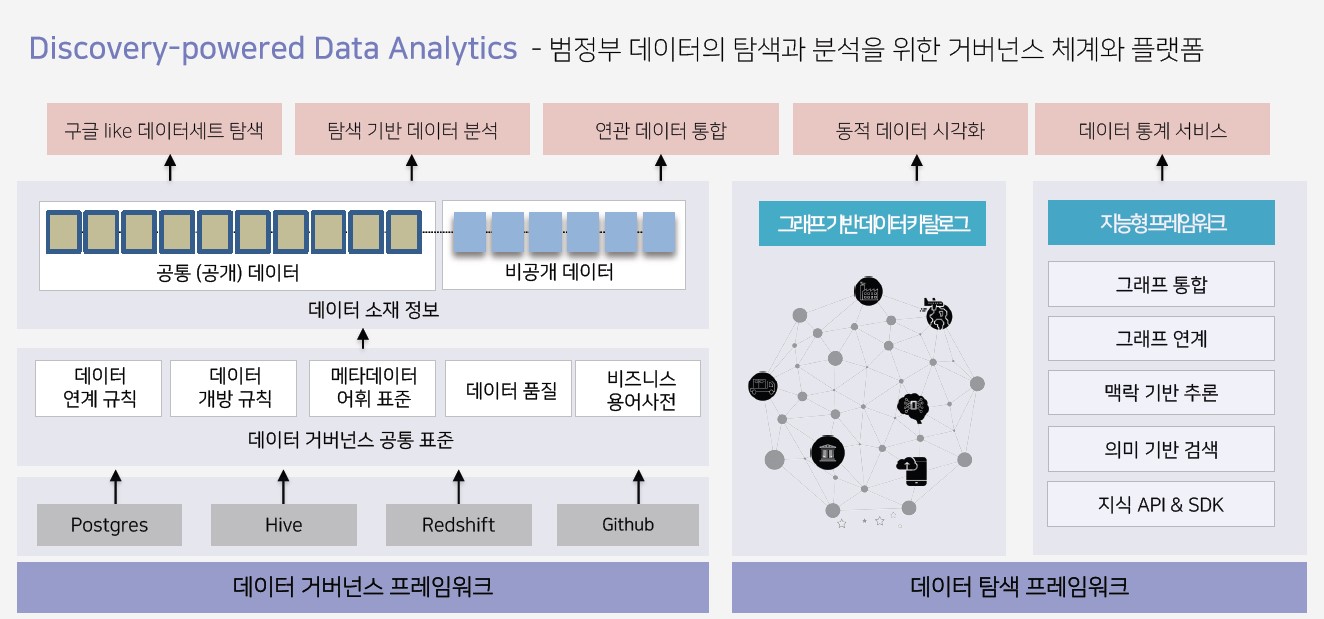 Discovery-powered Data Analytics - 범정부 데이터의 탐색과 분석을 위한 거버넌스 체계와 플랫폼
구글 like 데이터세트 탐색
탐색 기반 데이터 분석
연관 데이터 통합
동적 데이터 시각화
데이터 통계 서비스
공통 (공개) 데이터
비공개 데이터
데이터 소재 정보
데이터
연계 규칙
데이터
개방 규칙
메타데이터
어휘 표준
데이터 품질
비즈니스
용어사전
데이터 거버넌스 공통 표준
Postgres
Hive
Redshift
Github
데이터 거버넌스 프레임워크
그래프기반데이터카탈로그
지능형프레임워크
그래프 통합
그래프 연계
맥락 기반 추론
의미 기반 검색
지식 API & SDK
데이터 탐색 프레임워크